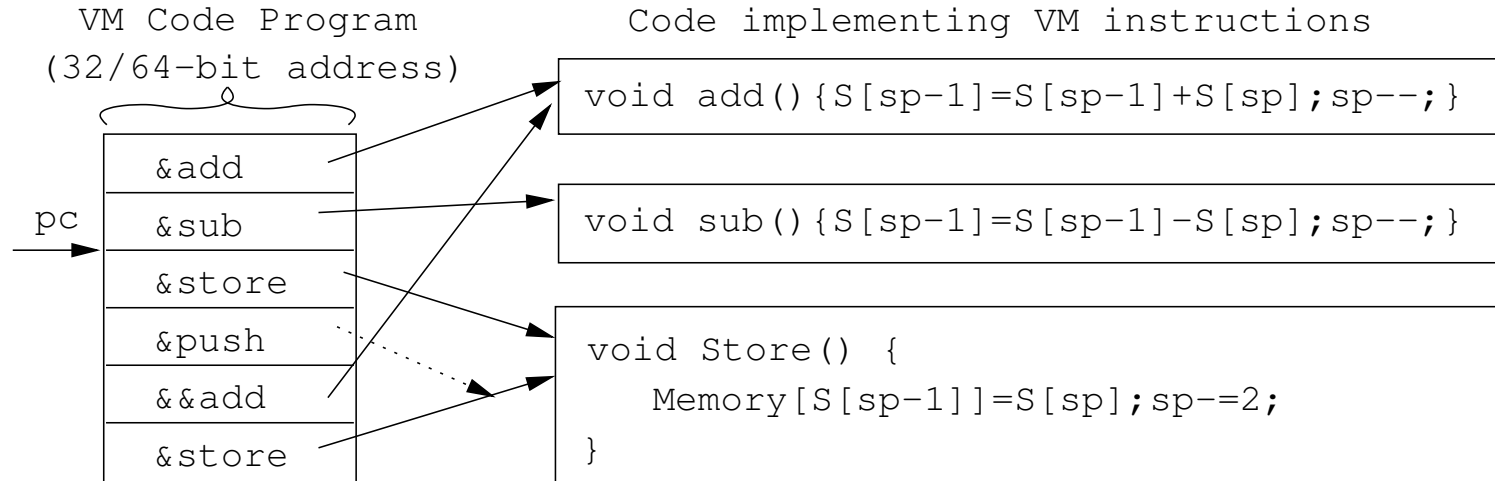 VM Code Program
(32/64-bit address)
Code implementing VM instructions
pc
&add
&sub
&store
&push
&&add
&store
void add(){S[sp-1]=S[sp-1]+S[sp];sp--;}
void sub(){S[sp-1]=S[sp-1]-S[sp];sp--;}
void Store() {
Memory[S[sp-1]]=S[sp];sp-=2;
}